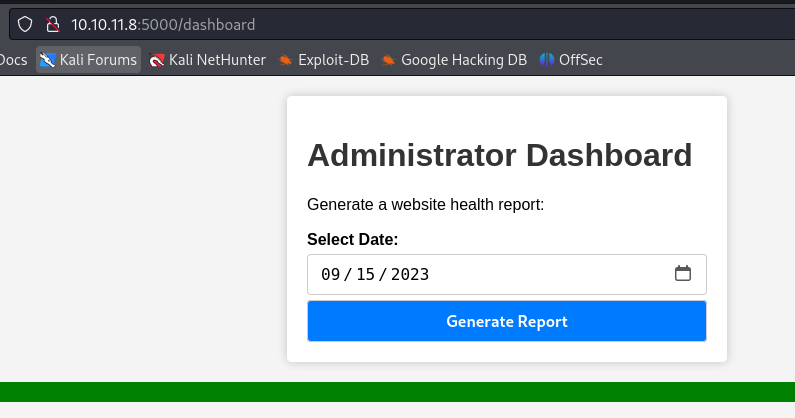 10.10.11.8:5000/dashboard
Docs Kali Forums Kali NetHunter Exploit-DB Google Hacking DB OffSec
Administrator Dashboard
Generate a website health report:
Select Date:
09/15/2023
Generate Report